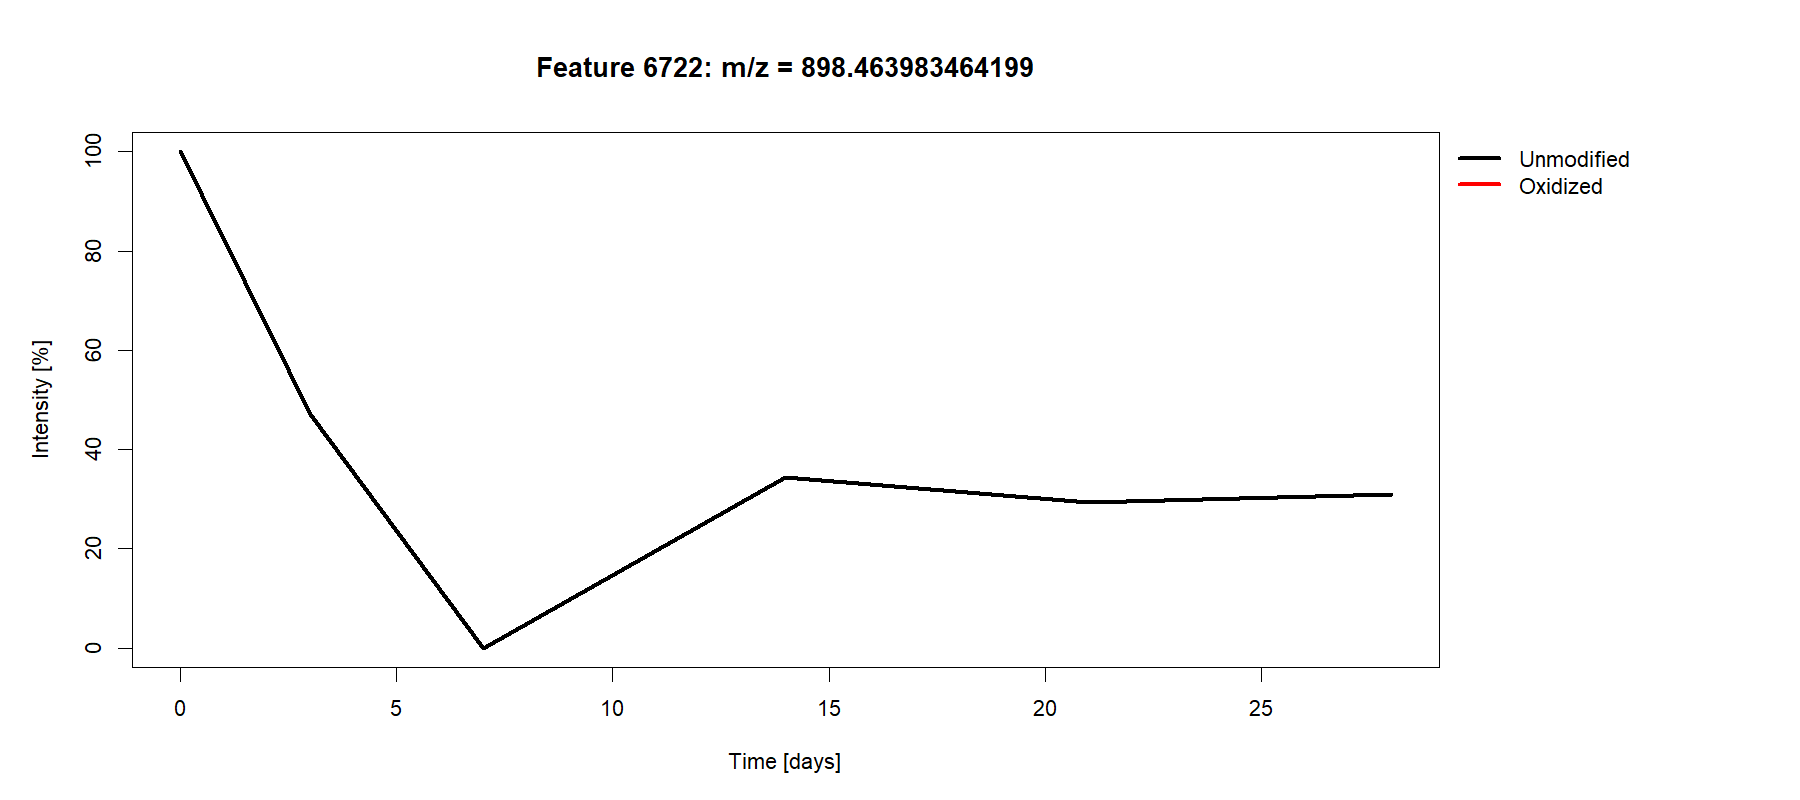 Feature 6722: m/z = 898.463983464199
Unmodified
Oxidized
Intensity [%]
100
80
60
40
20
0
0 5 10 15 20 25
Time [days]